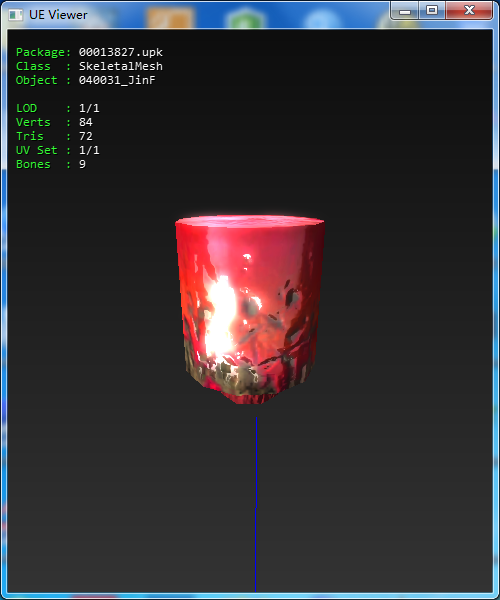 UE Viewer
Package: 00013827.upk
Class : SkeletalMesh
Object : 040031_JinF
LOD : 1/1
Verts : 84
Tris : 72
UV Set : 1/1
Bones : 9